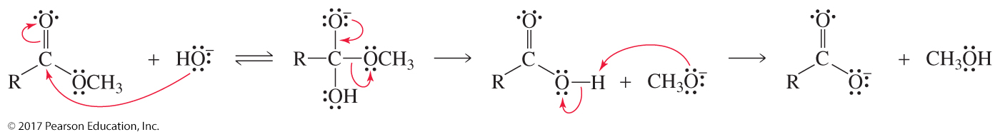 O O⁻ O O
C + HO⁻ ⇌ R—C—OCH₃ → C → C + CH₃OH
R OCH₃ OH R O—H + CH₃O⁻ R O⁻
© 2017 Pearson Education, Inc.